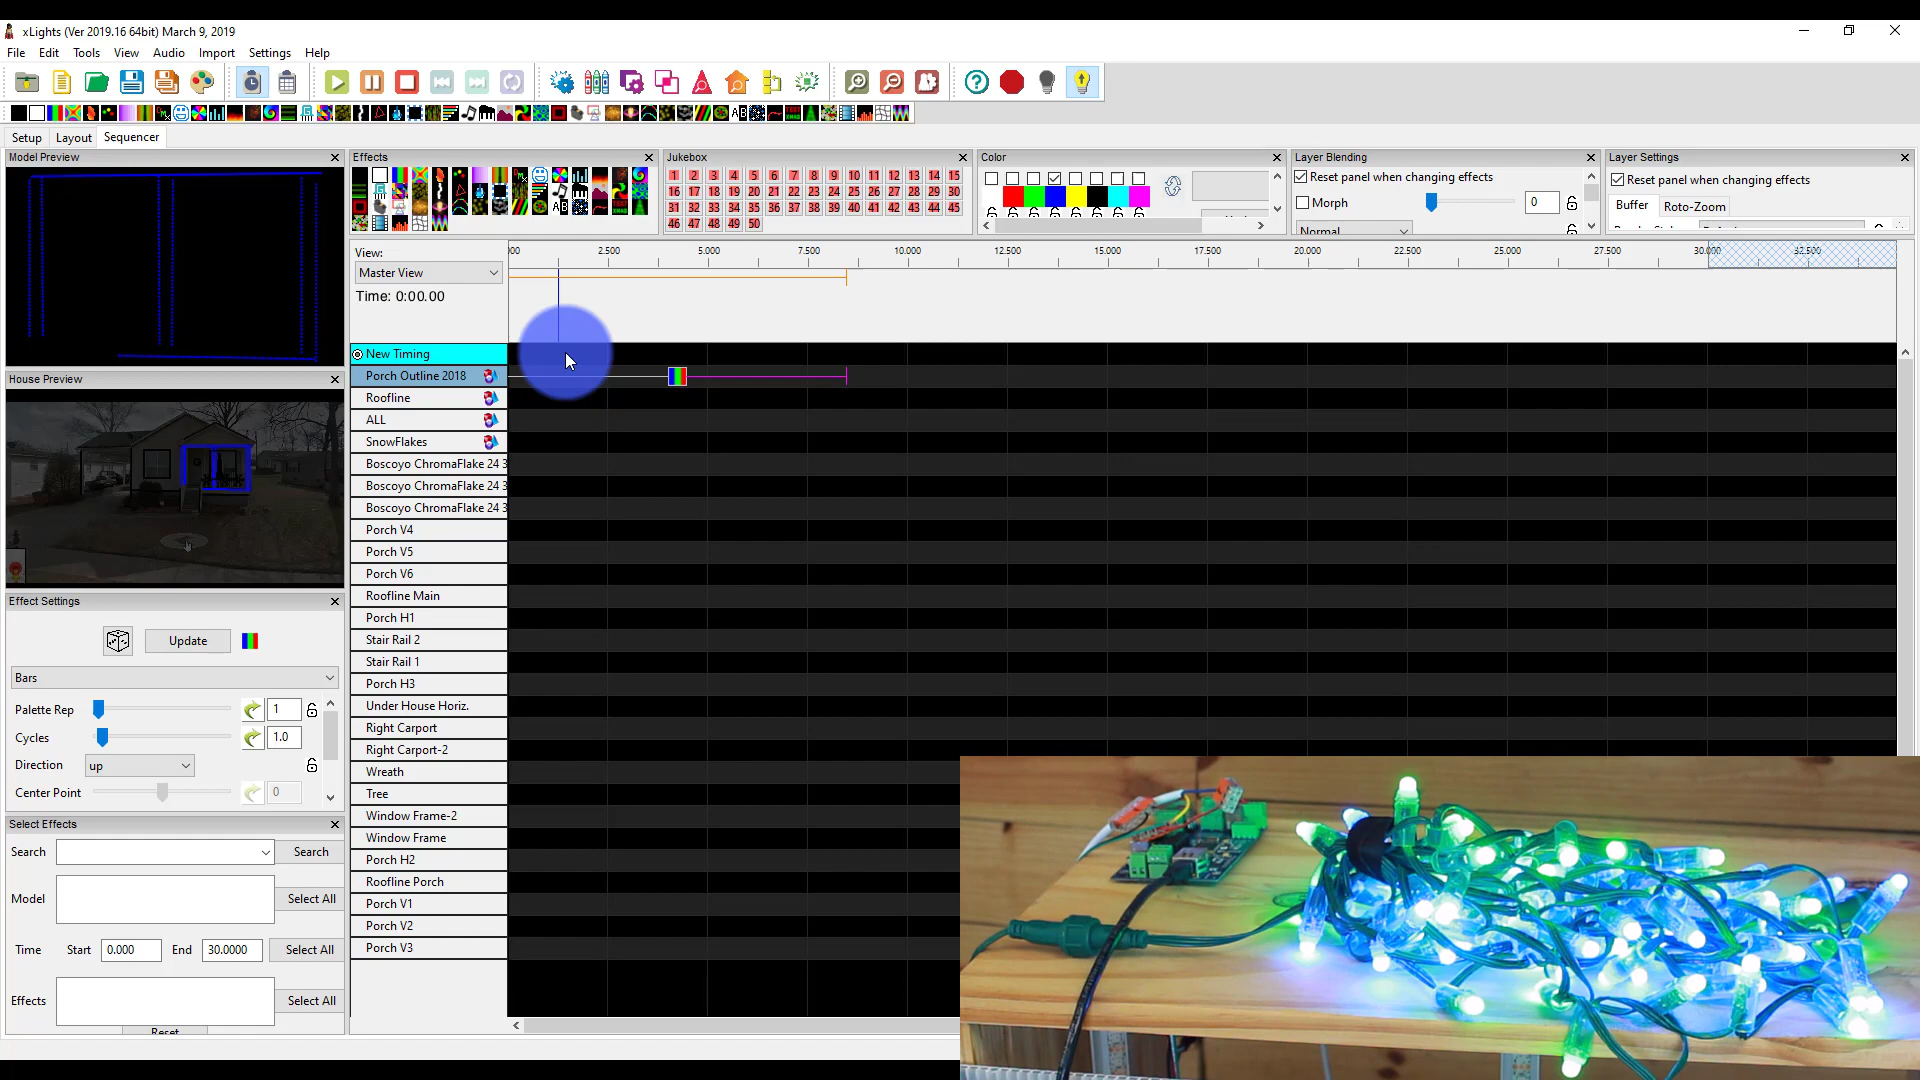 xLights (Ver 2019.16 64bit) March 9, 2019
File Edit Tools View Audio Import Settings Help
Setup Layout Sequencer
Model Preview
Effects
Jukebox
Color
Layer Blending
Layer Settings
1 2 3 4 5 6 7 8 9 10 11 12 13 14 15
16 17 18 19 20 21 22 23 24 25 26 27 28 29 30
31 32 33 34 35 36 37 38 39 40 41 42 43 44 45
46 47 48 49 50
Reset panel when changing effects
Morph
0
Normal
Reset panel when changing effects
Buffer Roto-Zoom
View:
Master View
Time: 0:00.00
2.500 5.000 7.500 10.000 12.500 15.000 17.500 20.000 22.500 25.000 27.500 30.000 32.500
House Preview
New Timing
Porch Outline 2018
Roofline
ALL
SnowFlakes
Boscoyo ChromaFlake 24 3
Boscoyo ChromaFlake 24 3
Boscoyo ChromaFlake 24 3
Porch V4
Porch V5
Porch V6
Roofline Main
Porch H1
Stair Rail 2
Stair Rail 1
Porch H3
Under House Horiz.
Right Carport
Right Carport-2
Wreath
Tree
Window Frame-2
Window Frame
Porch H2
Roofline Porch
Porch V1
Porch V2
Porch V3
Effect Settings
Update
Bars
Palette Rep 1
Cycles 1.0
Direction up
Center Point 0
Select Effects
Search Search
Model Select All
Time Start 0.000 End 30.0000 Select All
Effects Select All
Reset